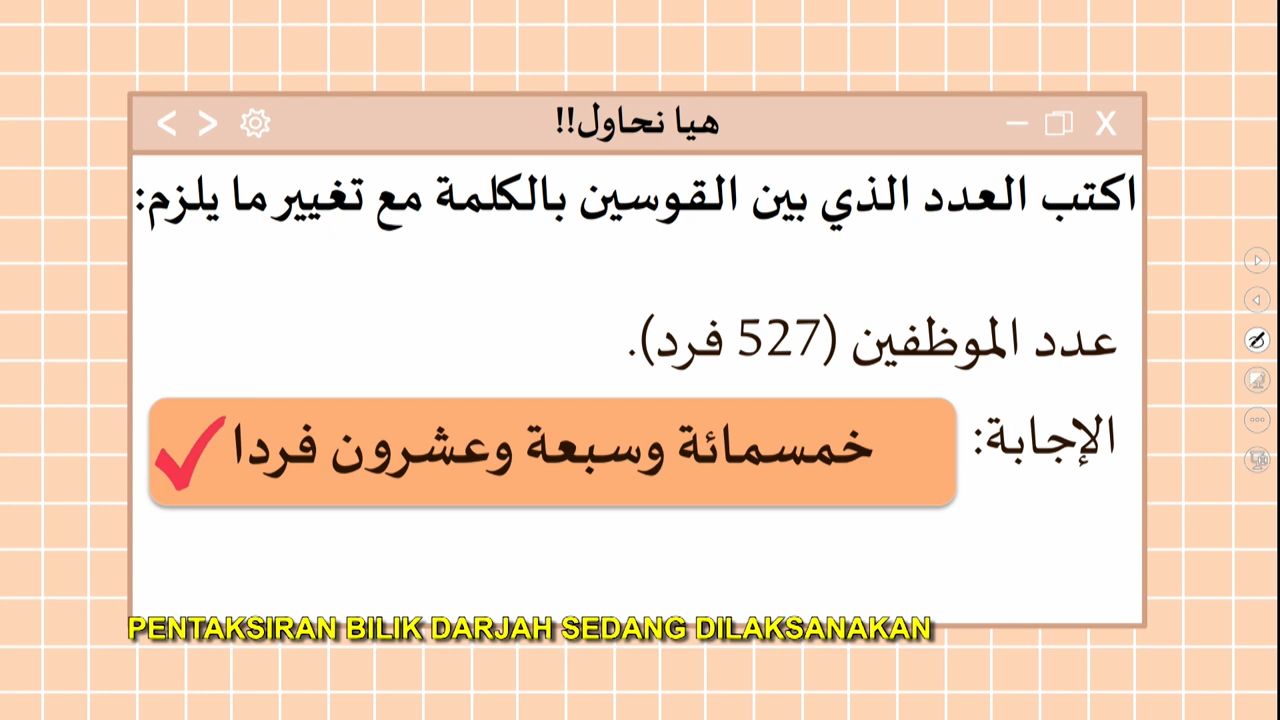 هيا نحاول!!
اكتب العدد الذي بين القوسين بالكلمة مع تغيير ما يلزم:
عدد الموظفين (527 فرد).
الإجابة: خمسمائة وسبعة وعشرون فردا
PENTAKSIRAN BILIK DARJAH SEDANG DILAKSANAKAN